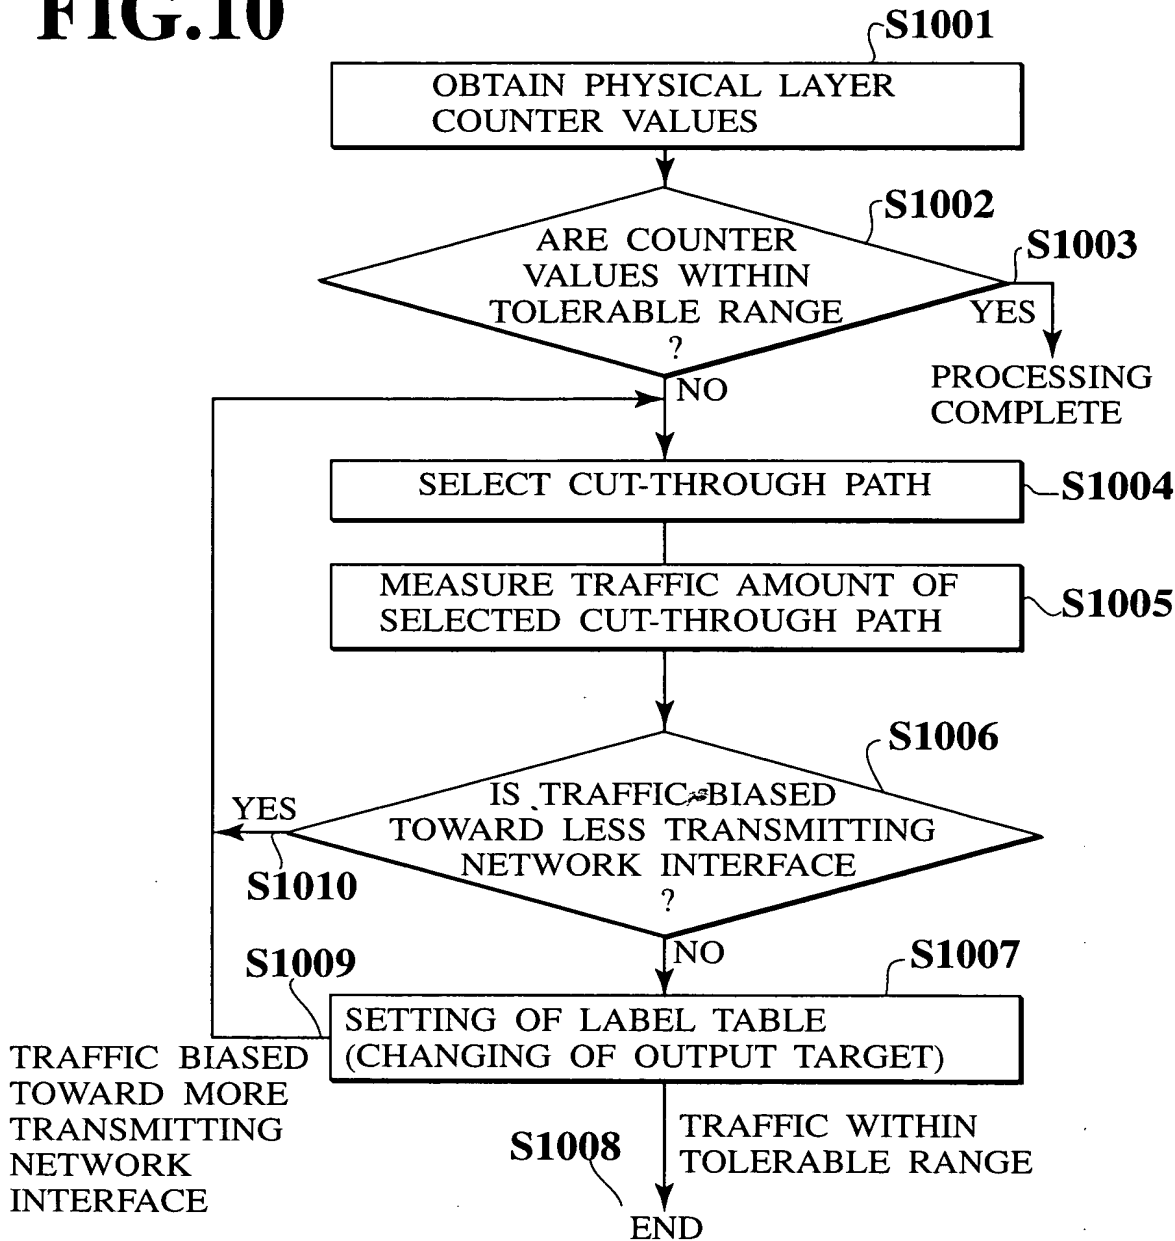 FIG.10
S1001
OBTAIN PHYSICAL LAYER
COUNTER VALUES
S1002
ARE COUNTER
VALUES WITHIN
TOLERABLE RANGE
?
S1003
YES
PROCESSING
COMPLETE
NO
SELECT CUT-THROUGH PATH
S1004
MEASURE TRAFFIC AMOUNT OF
SELECTED CUT-THROUGH PATH
S1005
S1006
IS TRAFFIC BIASED
TOWARD LESS TRANSMITTING
NETWORK INTERFACE
?
YES
S1010
NO
S1009
S1007
SETTING OF LABEL TABLE
(CHANGING OF OUTPUT TARGET)
TRAFFIC BIASED
TOWARD MORE
TRANSMITTING
NETWORK
INTERFACE
S1008
TRAFFIC WITHIN
TOLERABLE RANGE
END